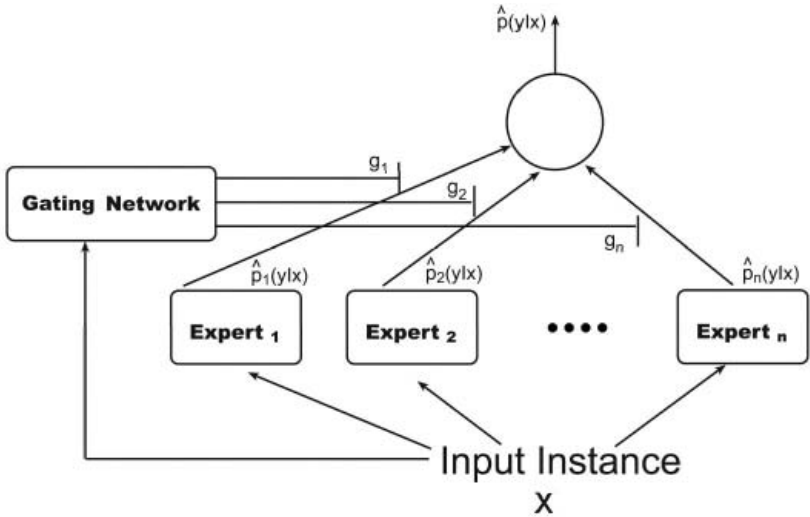 p̂(y|x)
g₁
g₂
Gating Network
gₙ
p̂₁(y|x) p̂₂(y|x) p̂ₙ(y|x)
Expert ₁ Expert ₂ •••• Expert ₙ
Input Instance
x